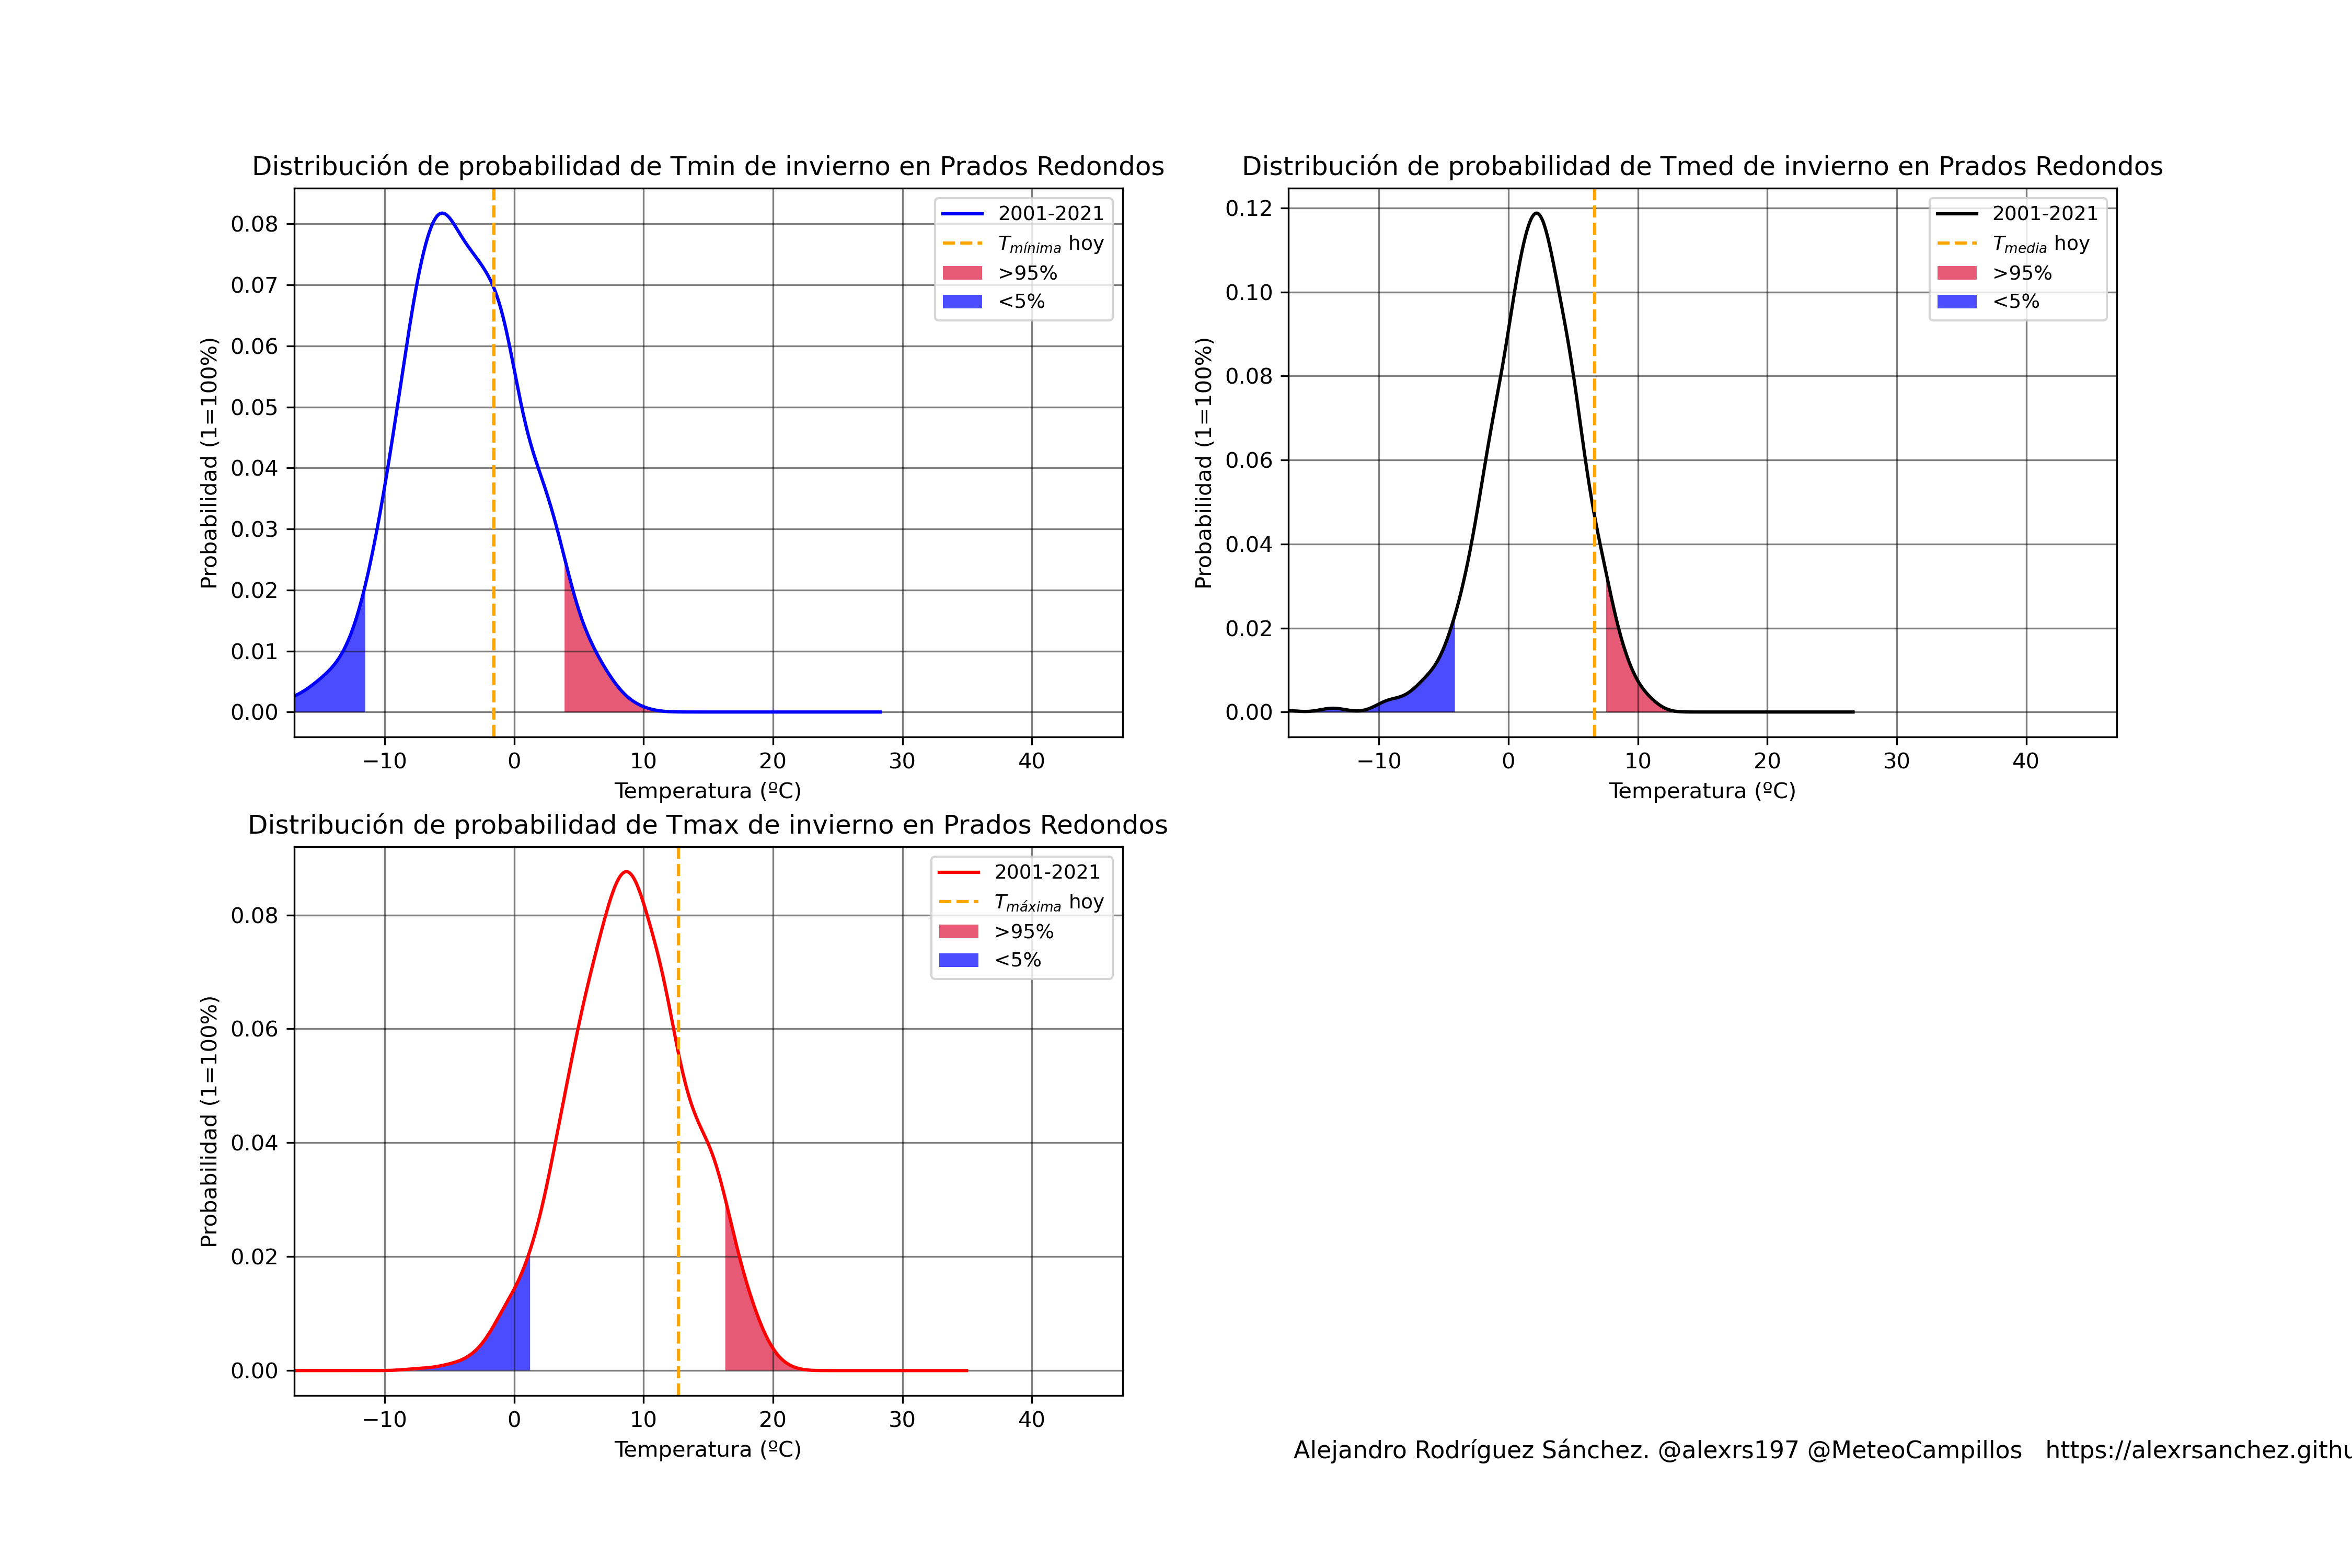 Distribución de probabilidad de Tmin de invierno en Prados Redondos
Probabilidad (1=100%)
0.08
0.07
0.06
0.05
0.04
0.03
0.02
0.01
0.00
−10 0 10 20 30 40
Temperatura (ºC)
2001-2021
Tmínima hoy
>95%
<5%
Distribución de probabilidad de Tmed de invierno en Prados Redondos
Probabilidad (1=100%)
0.12
0.10
0.08
0.06
0.04
0.02
0.00
−10 0 10 20 30 40
Temperatura (ºC)
2001-2021
Tmedia hoy
>95%
<5%
Distribución de probabilidad de Tmax de invierno en Prados Redondos
Probabilidad (1=100%)
0.08
0.06
0.04
0.02
0.00
−10 0 10 20 30 40
Temperatura (ºC)
2001-2021
Tmáxima hoy
>95%
<5%
Alejandro Rodríguez Sánchez. @alexrs197 @MeteoCampillos https://alexrsanchez.githu